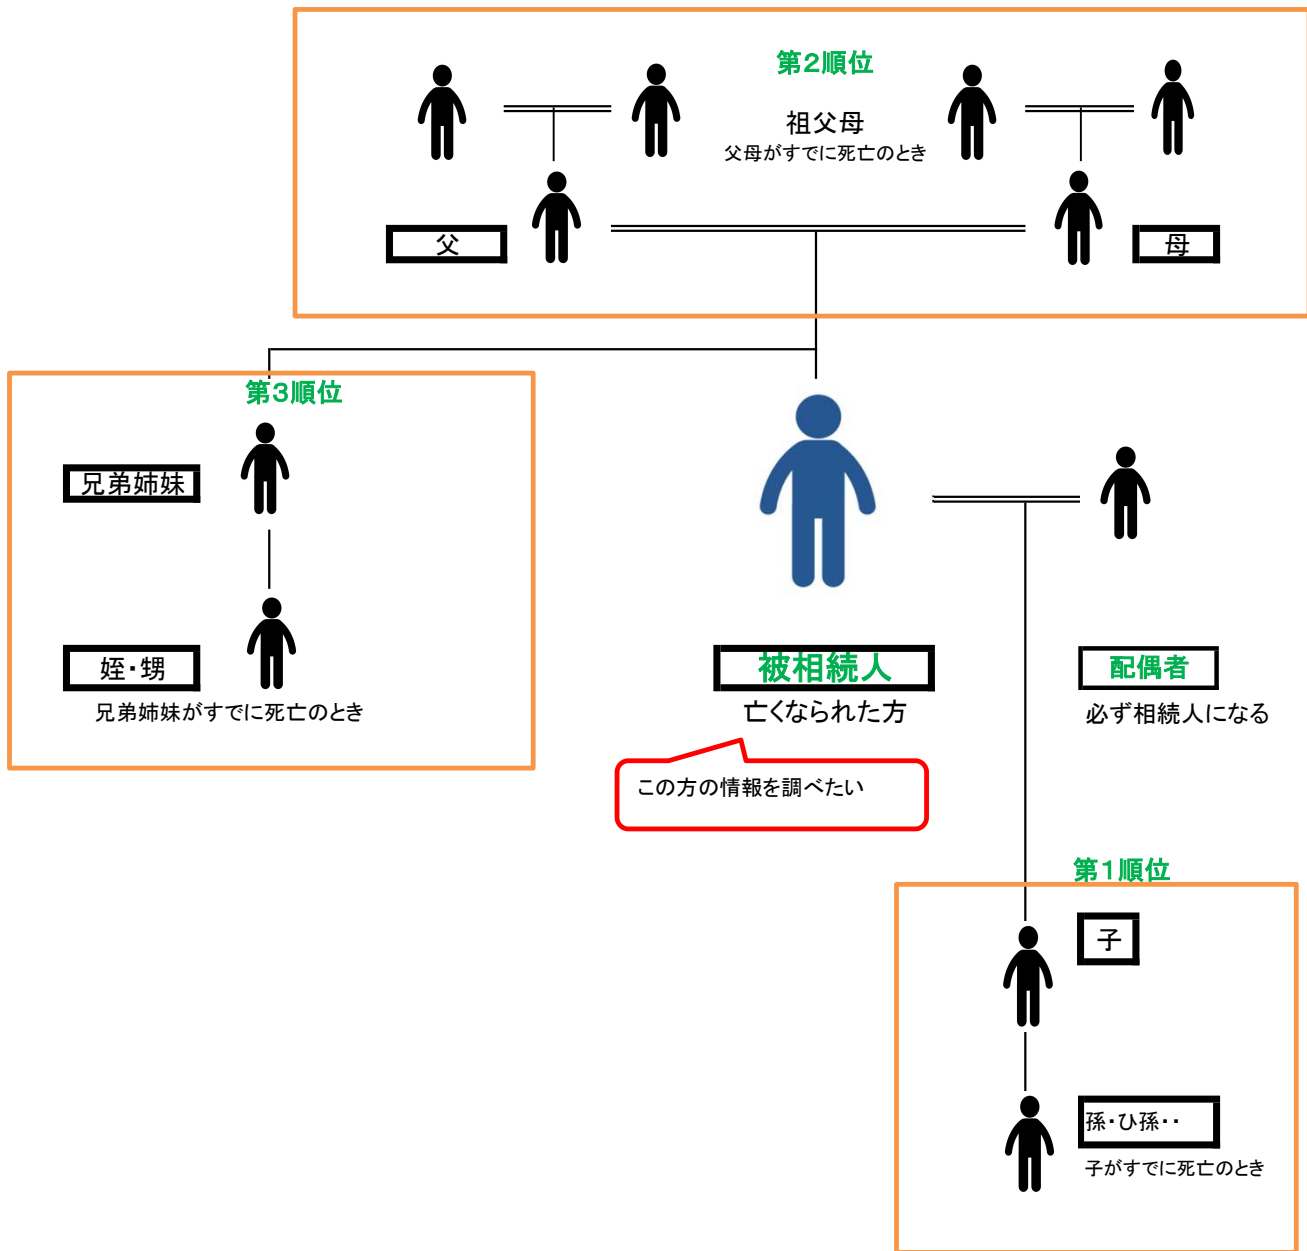 第2順位
祖父母
父母がすでに死亡のとき
父
母
第3順位
兄弟姉妹
姪・甥
兄弟姉妹がすでに死亡のとき
被相続人
亡くなられた方
配偶者
必ず相続人になる
この方の情報を調べたい
第1順位
子
孫・ひ孫・・
子がすでに死亡のとき